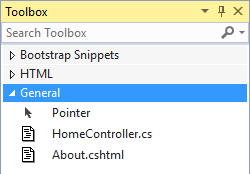 Toolbox
Search Toolbox
Bootstrap Snippets
HTML
General
Pointer
HomeController.cs
About.cshtml